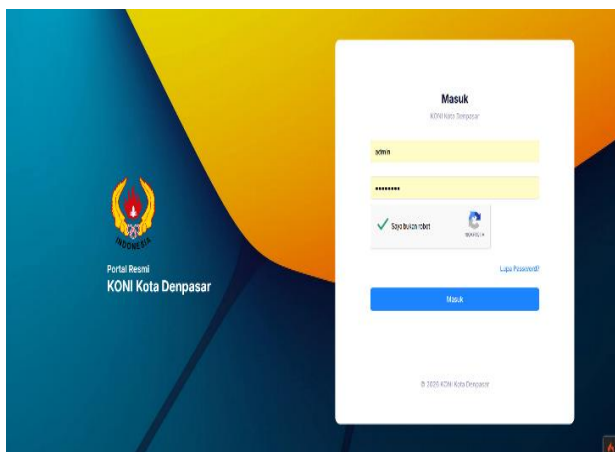 INDONESIA
Portal Resmi
KONI Kota Denpasar
Masuk
KONI Kota Denpasar
admin
••••••••
Saya bukan robot
reCAPTCHA
Lupa Password?
Masuk
© 2025 KONI Kota Denpasar